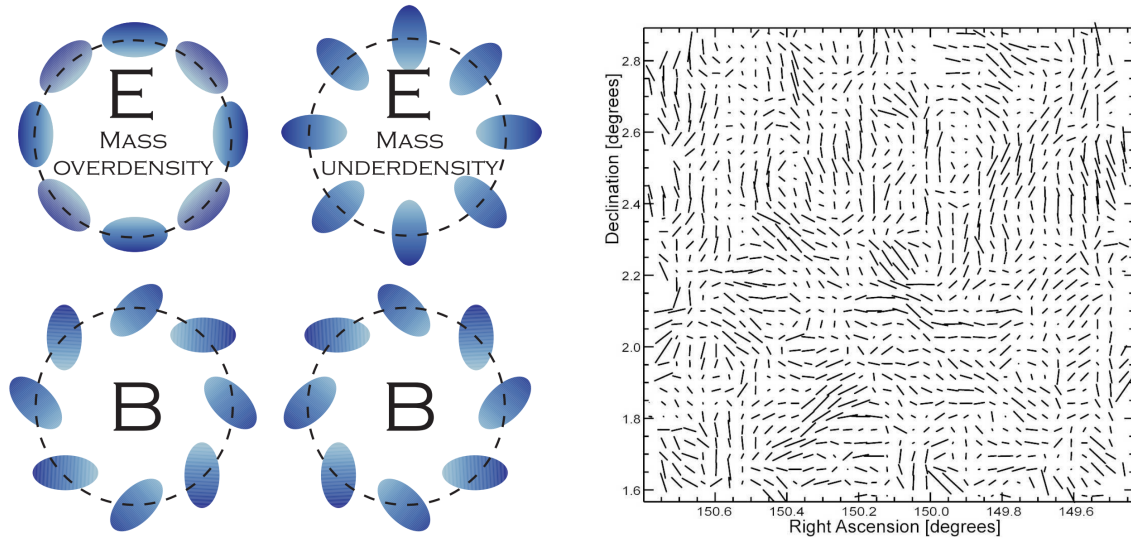 E
MASS
OVERDENSITY
E
MASS
UNDERDENSITY
B
B
Declination [degrees]
2.8
2.6
2.4
2.2
2.0
1.8
1.6
150.6 150.4 150.2 150.0 149.8 149.6
Right Ascension [degrees]